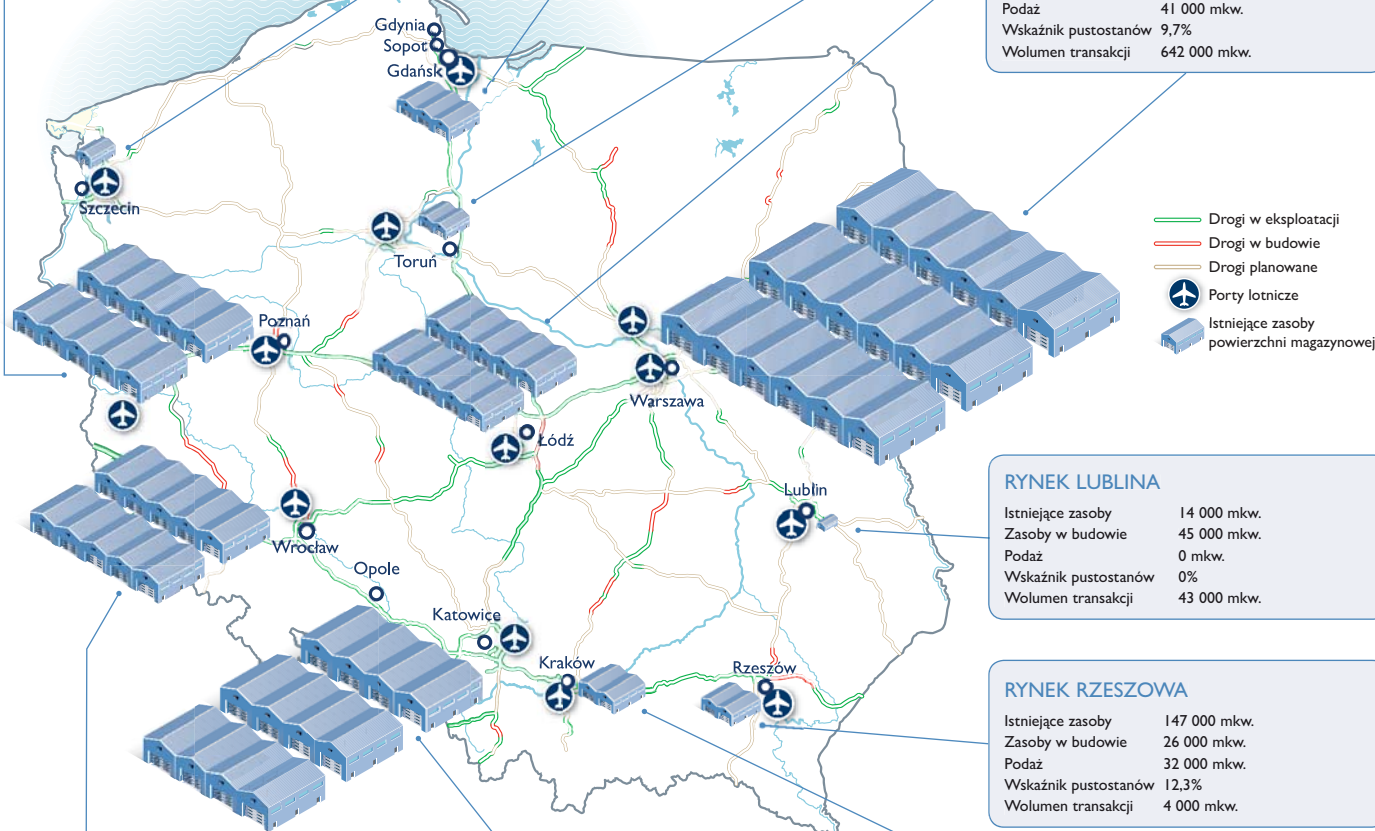 Podaż 41 000 mkw.
Wskaźnik pustostanów 9,7%
Wolumen transakcji 642 000 mkw.
Gdynia
Sopot
Gdańsk
Szczecin
Toruń
Drogi w eksploatacji
Drogi w budowie
Drogi planowane
Porty lotnicze
Istniejące zasoby
powierzchni magazynowej
Poznań
Warszawa
Łódź
Lublin
Wrocław
Opole
Katowice
Kraków
Rzeszów
RYNEK LUBLINA
Istniejące zasoby 14 000 mkw.
Zasoby w budowie 45 000 mkw.
Podaż 0 mkw.
Wskaźnik pustostanów 0%
Wolumen transakcji 43 000 mkw.
RYNEK RZESZOWA
Istniejące zasoby 147 000 mkw.
Zasoby w budowie 26 000 mkw.
Podaż 32 000 mkw.
Wskaźnik pustostanów 12,3%
Wolumen transakcji 4 000 mkw.